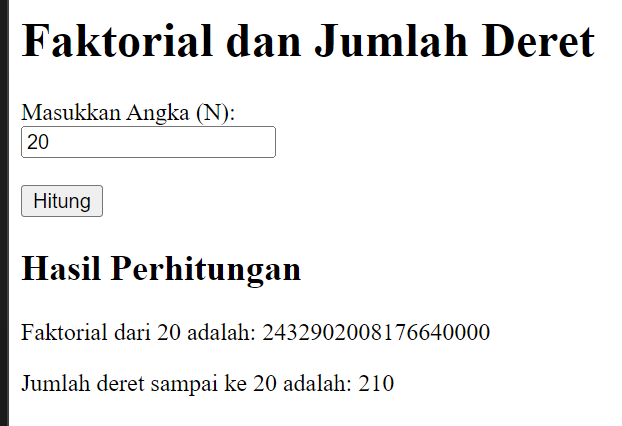 Faktorial dan Jumlah Deret
Masukkan Angka (N):
20
Hitung
Hasil Perhitungan
Faktorial dari 20 adalah: 2432902008176640000
Jumlah deret sampai ke 20 adalah: 210